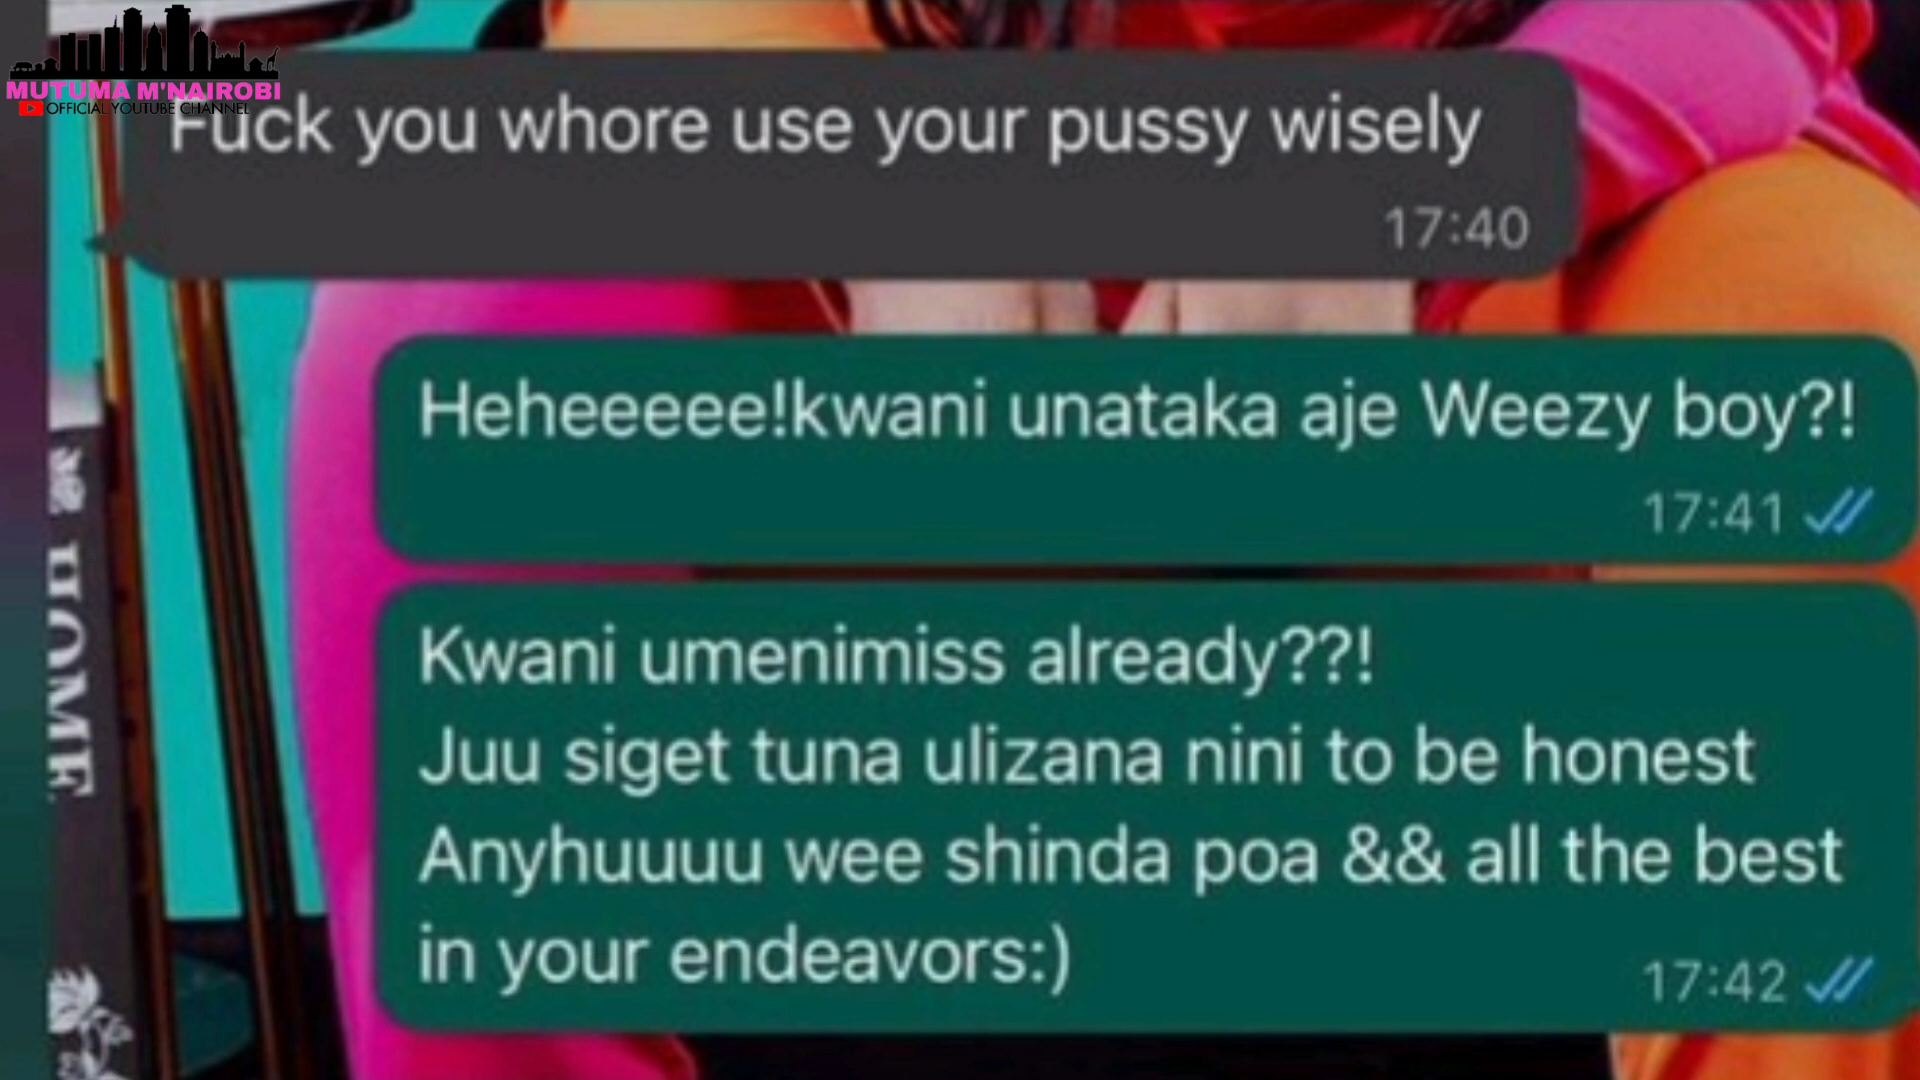 MUTUMA M'NAIROBI
OFFICIAL YOUTUBE CHANNEL
Fuck you whore use your pussy wisely
17:40
Heheeeeee!kwani unataka aje Weezy boy?!
17:41
Kwani umenimiss already??!
Juu siget tuna ulizana nini to be honest
Anyhuuuu wee shinda poa && all the best
in your endeavors:)
17:42
HOME